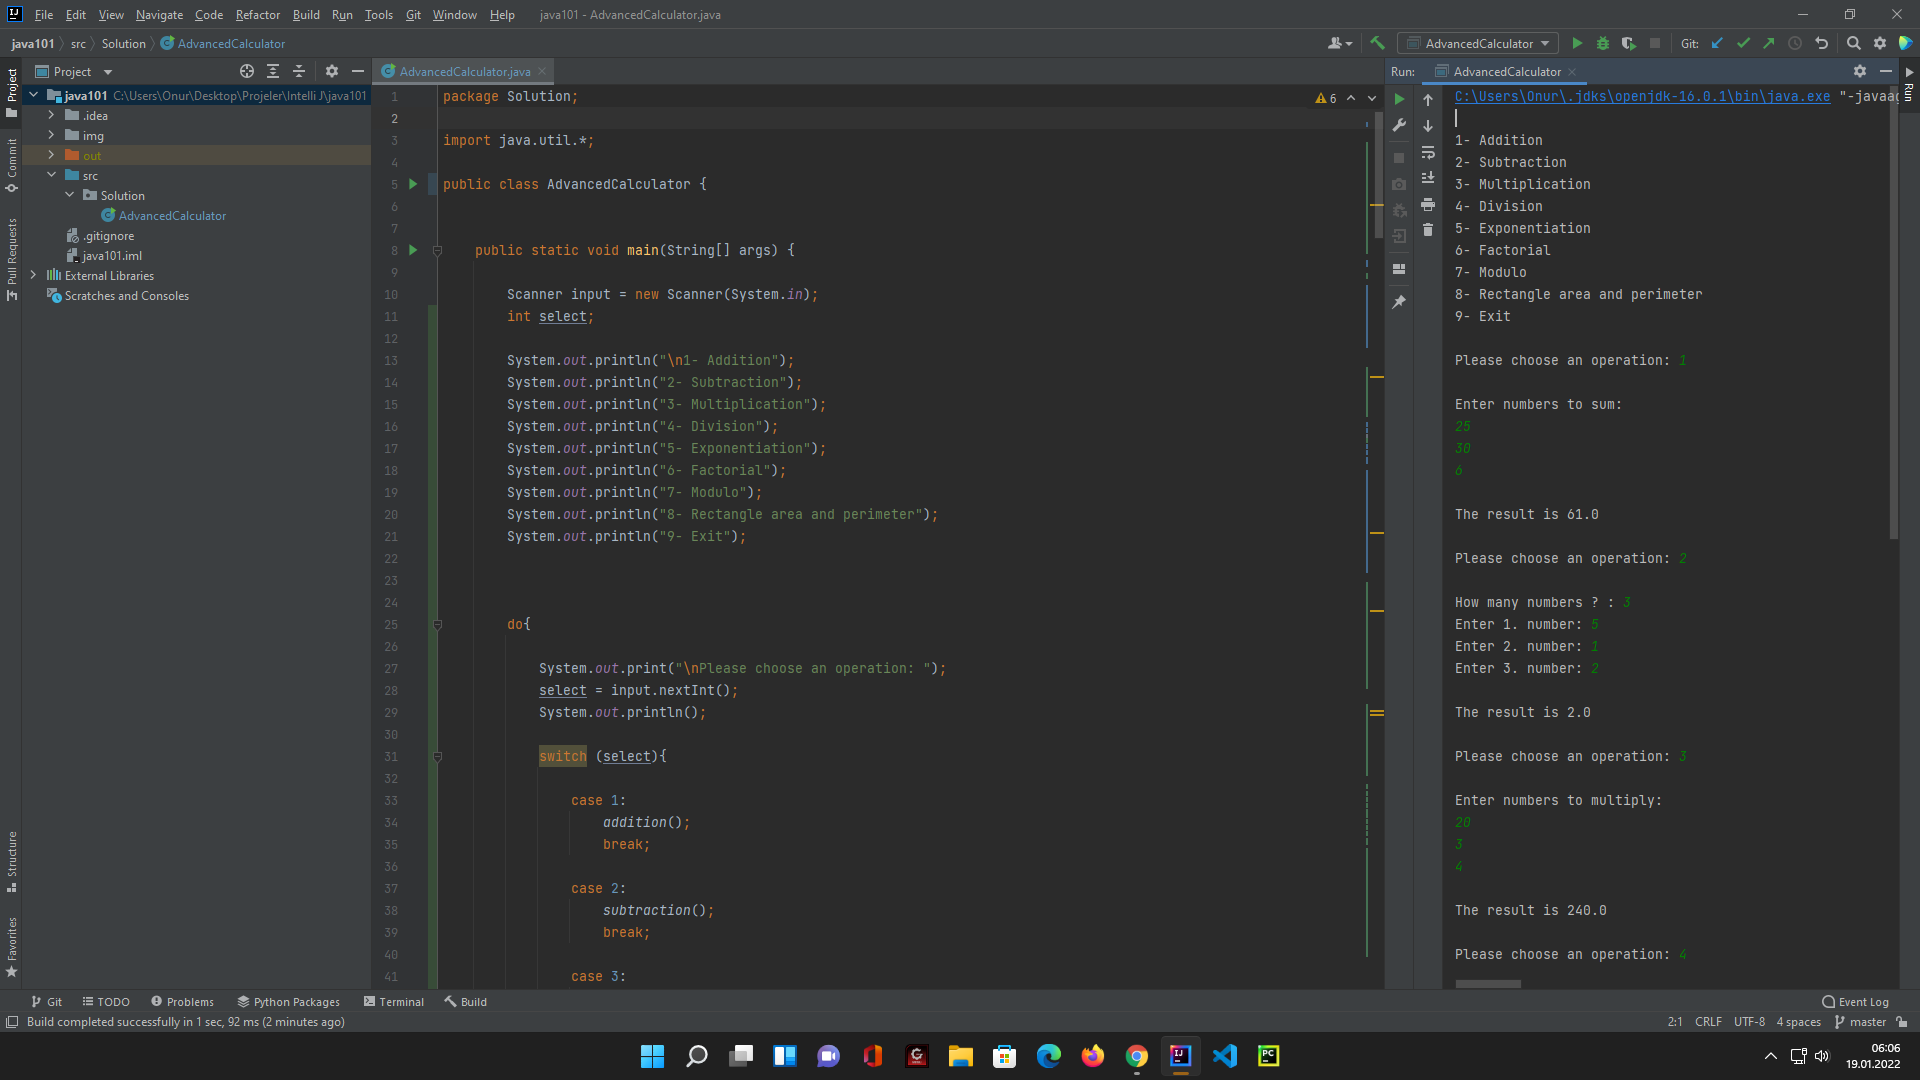 File Edit View Navigate Code Refactor Build Run Tools Git Window Help java101 - AdvancedCalculator.java
java101 src Solution AdvancedCalculator
AdvancedCalculator Git:
Project
Commit
Pull Requests
Structure
Favorites
Project
java101 C:\Users\Onur\Desktop\Projeler\Intelli J\java101
.idea
img
out
src
Solution
AdvancedCalculator
.gitignore
java101.iml
External Libraries
Scratches and Consoles
AdvancedCalculator.java
6
1 package Solution;
2
3 import java.util.*;
4
5 public class AdvancedCalculator {
6
7
8 public static void main(String[] args) {
9
10 Scanner input = new Scanner(System.in);
11 int select;
12
13 System.out.println("\n1- Addition");
14 System.out.println("2- Subtraction");
15 System.out.println("3- Multiplication");
16 System.out.println("4- Division");
17 System.out.println("5- Exponentiation");
18 System.out.println("6- Factorial");
19 System.out.println("7- Modulo");
20 System.out.println("8- Rectangle area and perimeter");
21 System.out.println("9- Exit");
22
23
24
25 do{
26
27 System.out.print("\nPlease choose an operation: ");
28 select = input.nextInt();
29 System.out.println();
30
31 switch (select){
32
33 case 1:
34 addition();
35 break;
36
37 case 2:
38 subtraction();
39 break;
40
41 case 3:
Run: AdvancedCalculator
Run
C:\Users\Onur\.jdks\openjdk-16.0.1\bin\java.exe "-javaag
1- Addition
2- Subtraction
3- Multiplication
4- Division
5- Exponentiation
6- Factorial
7- Modulo
8- Rectangle area and perimeter
9- Exit
Please choose an operation: 1
Enter numbers to sum:
25
30
6
The result is 61.0
Please choose an operation: 2
How many numbers ? : 3
Enter 1. number: 5
Enter 2. number: 1
Enter 3. number: 2
The result is 2.0
Please choose an operation: 3
Enter numbers to multiply:
20
3
4
The result is 240.0
Please choose an operation: 4
Git TODO Problems Python Packages Terminal Build Event Log
Build completed successfully in 1 sec, 92 ms (2 minutes ago) 2:1 CRLF UTF-8 4 spaces master
06:06
19.01.2022